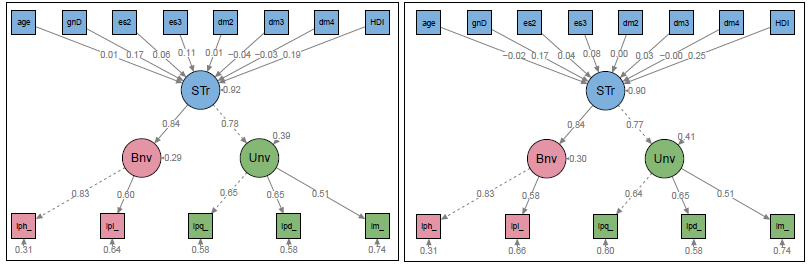 age gnD es2 es3 dm2 dm3 dm4 HDI
0.01 0.17 0.06 0.11 0.01 −0.04 −0.03 0.19
STr 0.92
0.84 0.78
0.39
Bnv 0.29 Unv
0.83 0.60 0.65 0.65 0.51
lph_ lpl_ lpq_ lpd_ lm_
0.31 0.64 0.58 0.58 0.74
age gnD es2 es3 dm2 dm3 dm4 HDI
−0.02 0.17 0.04 0.08 0.00 0.03 −0.00 0.25
STr 0.90
0.84 0.77
0.41
Bnv 0.30 Unv
0.83 0.58 0.64 0.65 0.51
lph_ lpl_ lpq_ lpd_ lm_
0.31 0.66 0.60 0.58 0.74